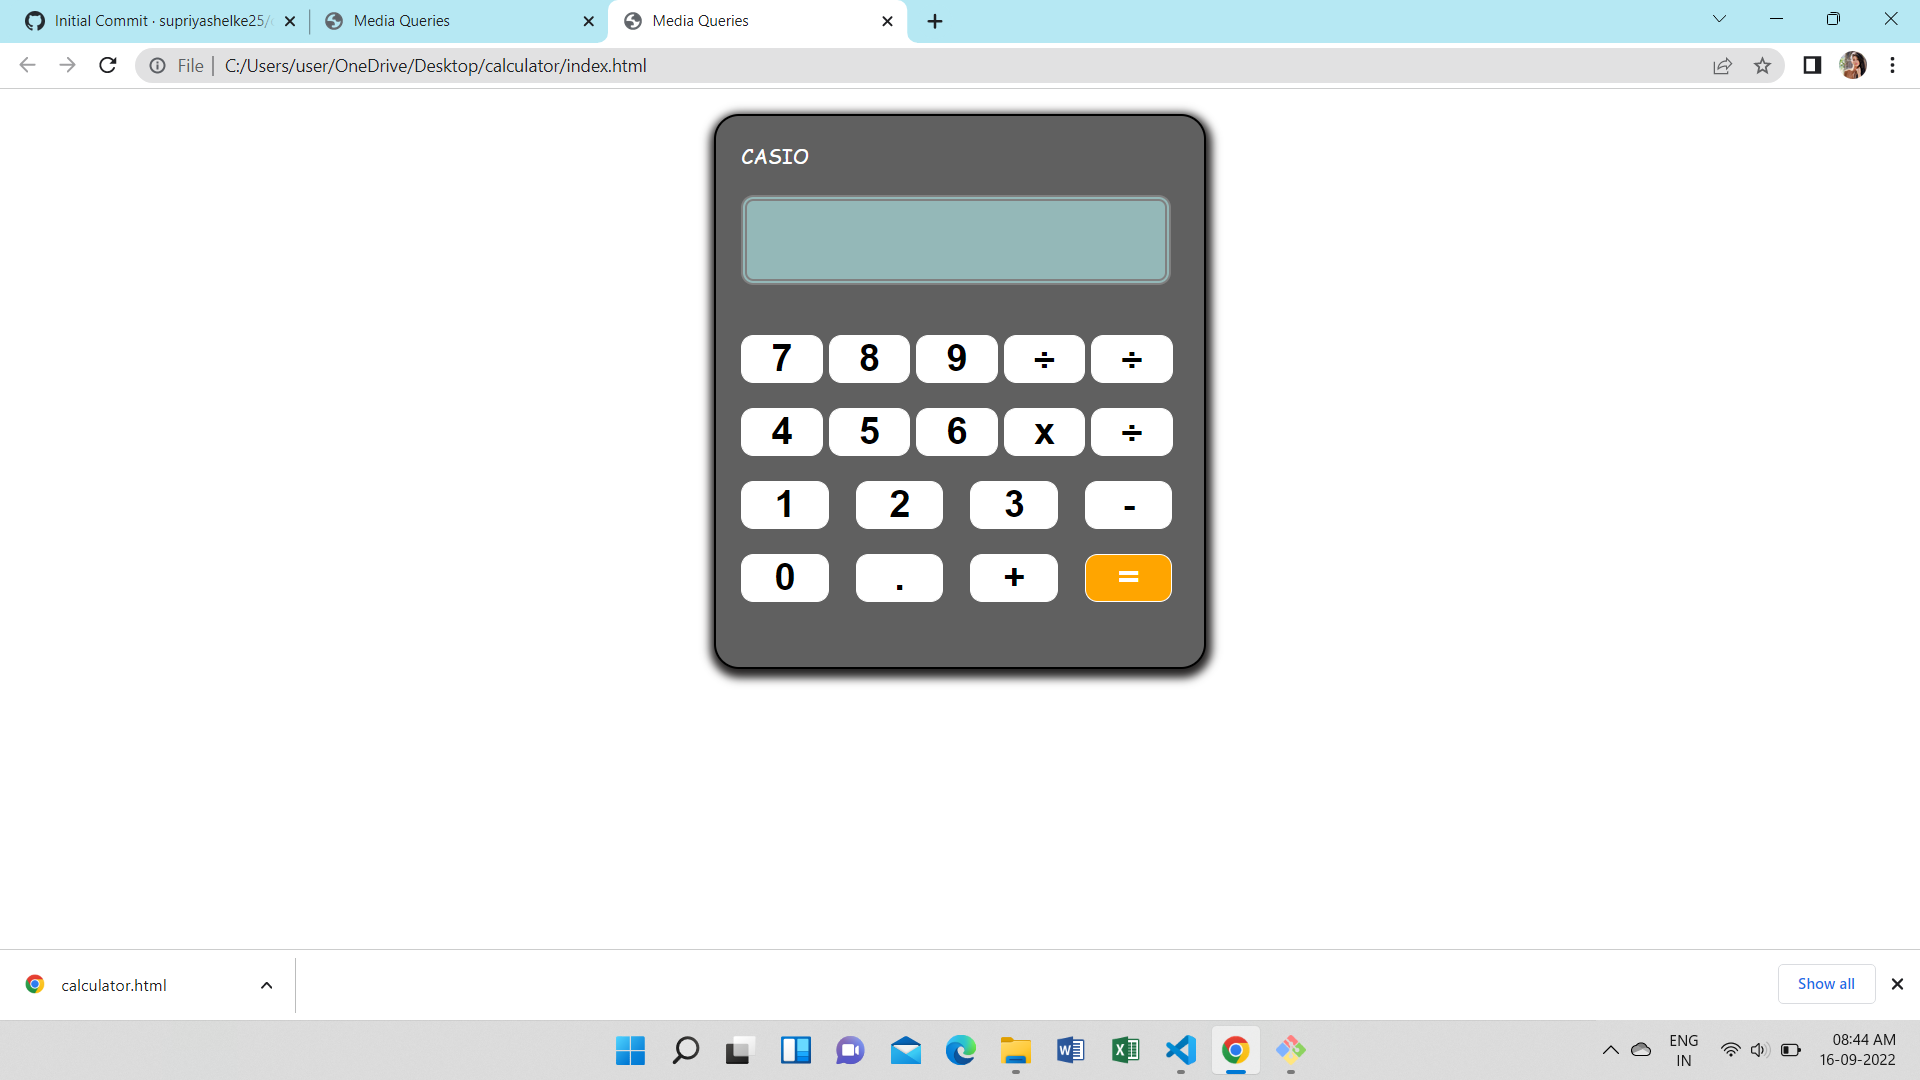 Initial Commit · supriyashelke25/
Media Queries
Media Queries
File
C:/Users/user/OneDrive/Desktop/calculator/index.html
CASIO
7 8 9 ÷ ÷
4 5 6 x ÷
1 2 3 -
0 . + =
calculator.html
Show all
ENG
IN
08:44 AM
16-09-2022